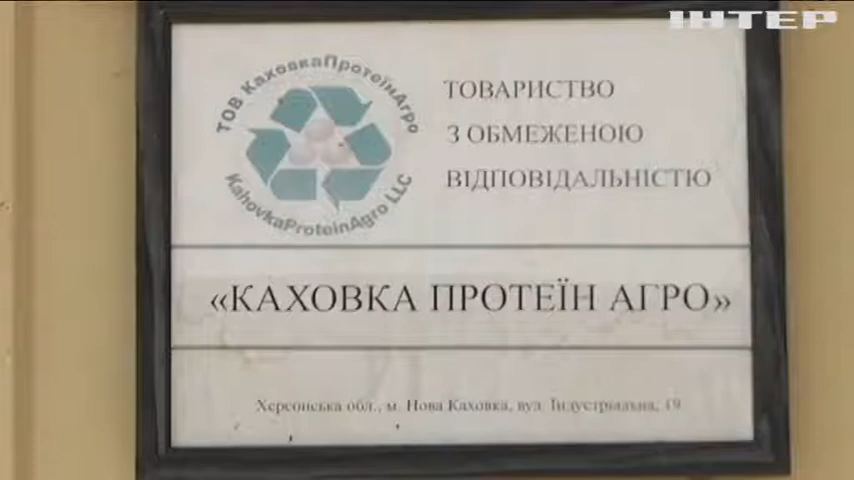 ІНТЕР
ТОВ КаховкаПротеїнАгро
KahovkaProteinAgro LLC
ТОВАРИСТВО
З ОБМЕЖЕНОЮ
ВІДПОВІДАЛЬНІСТЮ
«КАХОВКА ПРОТЕЇН АГРО»
Херсонська обл., м. Нова Каховка, вул. Індустріальна, 19